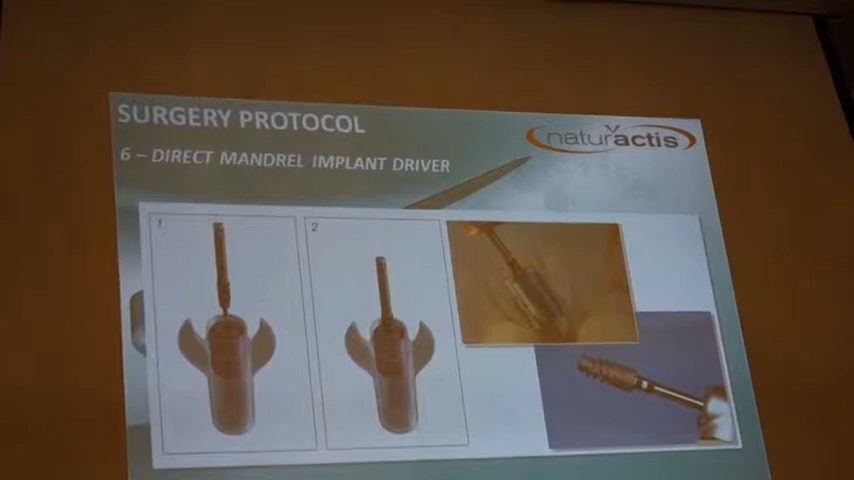 SURGERY PROTOCOL
naturactis
6 – DIRECT MANDREL IMPLANT DRIVER
1
2